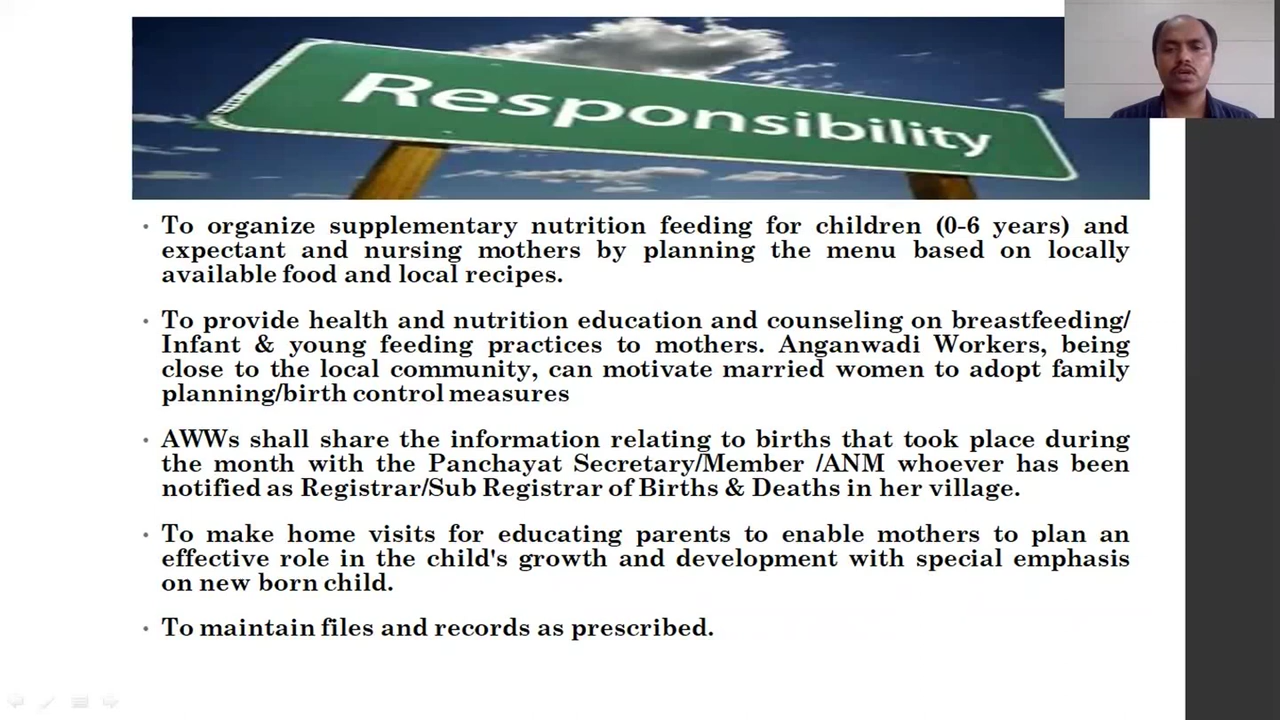 Responsibility
• To organize supplementary nutrition feeding for children (0-6 years) and
expectant and nursing mothers by planning the menu based on locally
available food and local recipes.
• To provide health and nutrition education and counseling on breastfeeding/
Infant & young feeding practices to mothers. Anganwadi Workers, being
close to the local community, can motivate married women to adopt family
planning/birth control measures
• AWWs shall share the information relating to births that took place during
the month with the Panchayat Secretary/Member /ANM whoever has been
notified as Registrar/Sub Registrar of Births & Deaths in her village.
• To make home visits for educating parents to enable mothers to plan an
effective role in the child's growth and development with special emphasis
on new born child.
• To maintain files and records as prescribed.